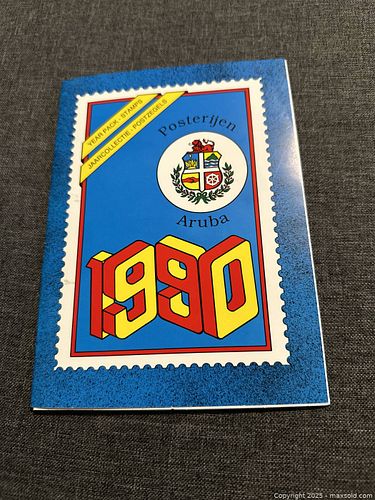 YEAR PACK - STAMPS
JAARCOLLECTIE - POSTZEGELS
Posterijen
Aruba
1990
Copyright 2025 - maxsold.com